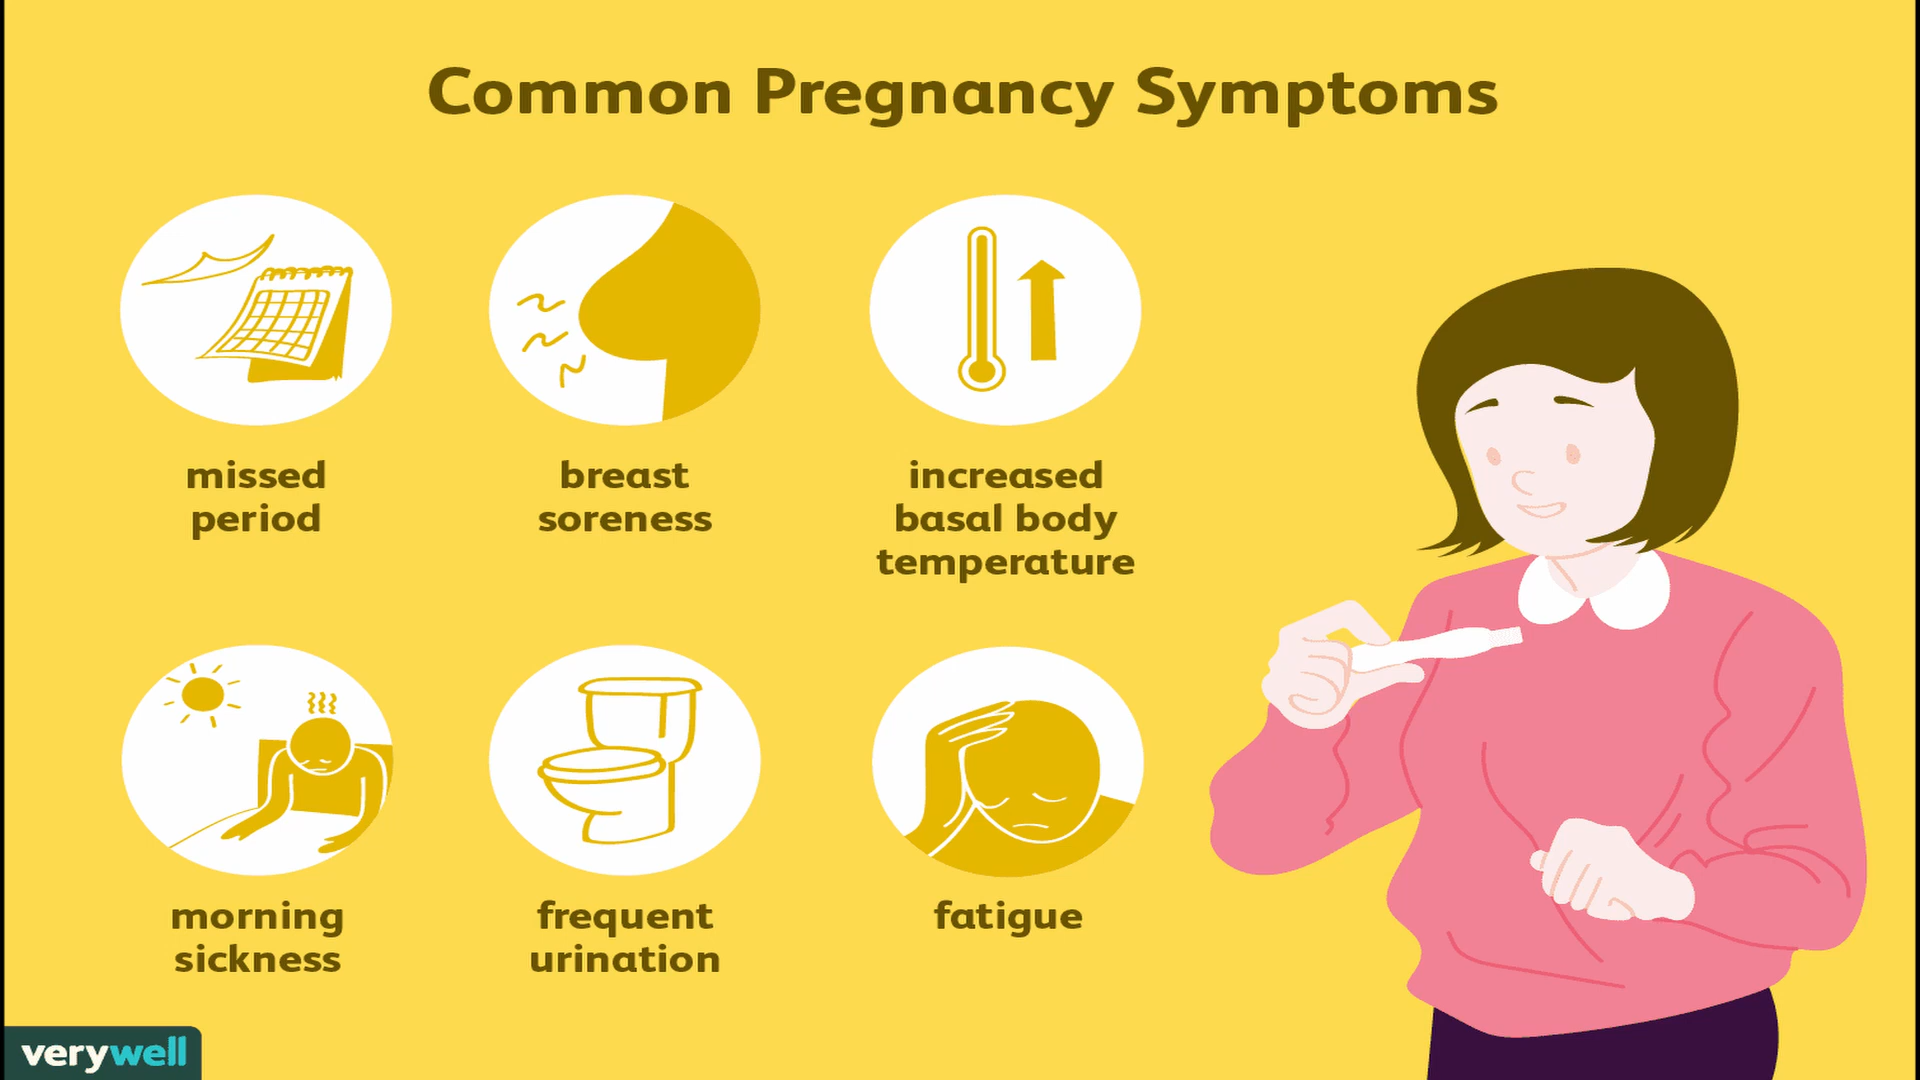 Common Pregnancy Symptoms
missed
period
breast
soreness
increased
basal body
temperature
morning
sickness
frequent
urination
fatigue
verywell